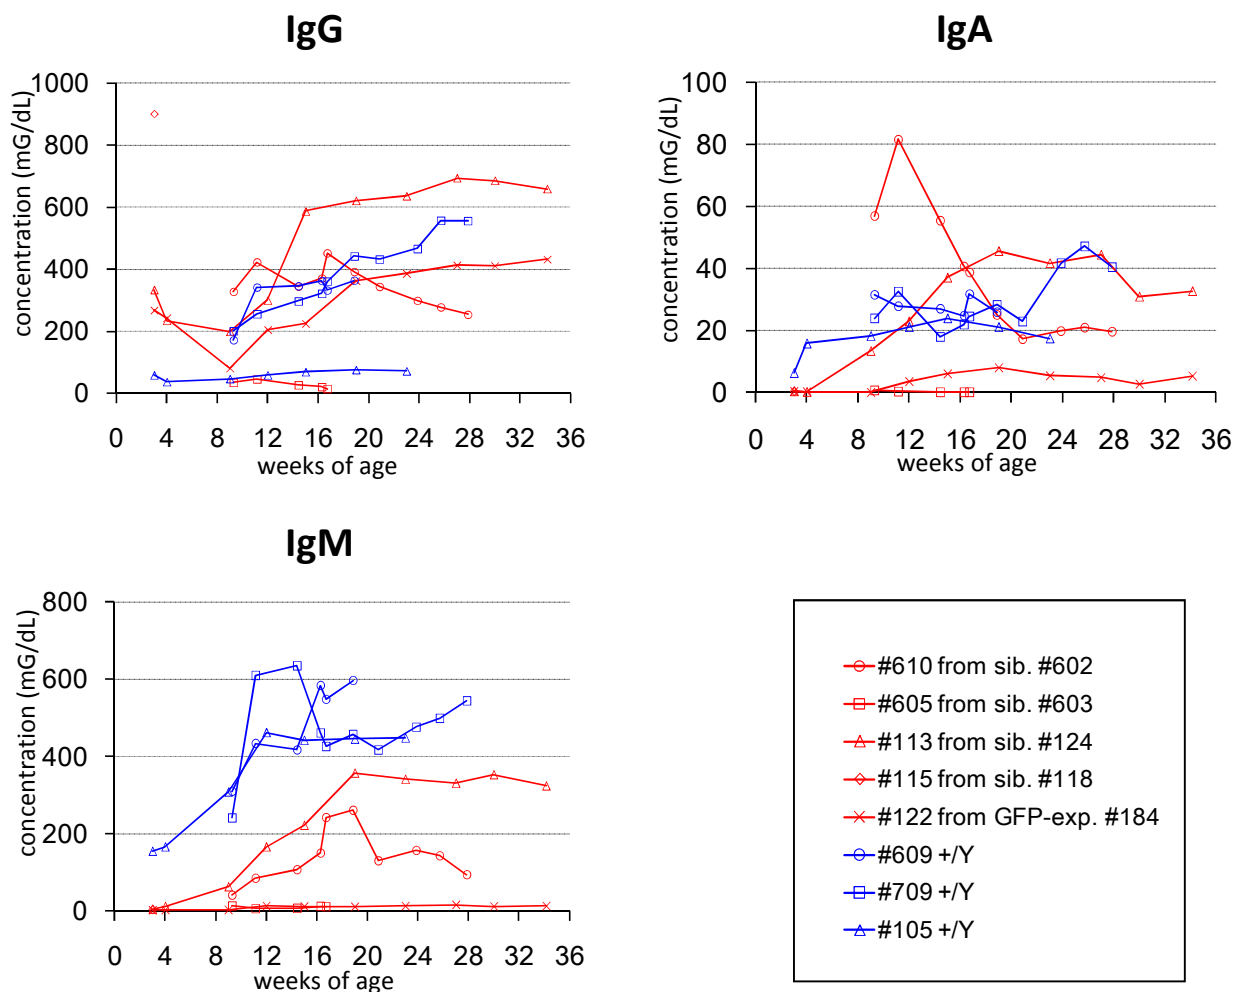 IgG
concentration (mG/dL)
1000
800
600
400
200
0
0 4 8 12 16 20 24 28 32 36
weeks of age
IgA
concentration (mG/dL)
100
80
60
40
20
0
0 4 8 12 16 20 24 28 32 36
weeks of age
IgM
concentration (mG/dL)
800
600
400
200
0
0 4 8 12 16 20 24 28 32 36
weeks of age
#610 from sib. #602
#605 from sib. #603
#113 from sib. #124
#115 from sib. #118
#122 from GFP-exp. #184
#609 +/Y
#709 +/Y
#105 +/Y